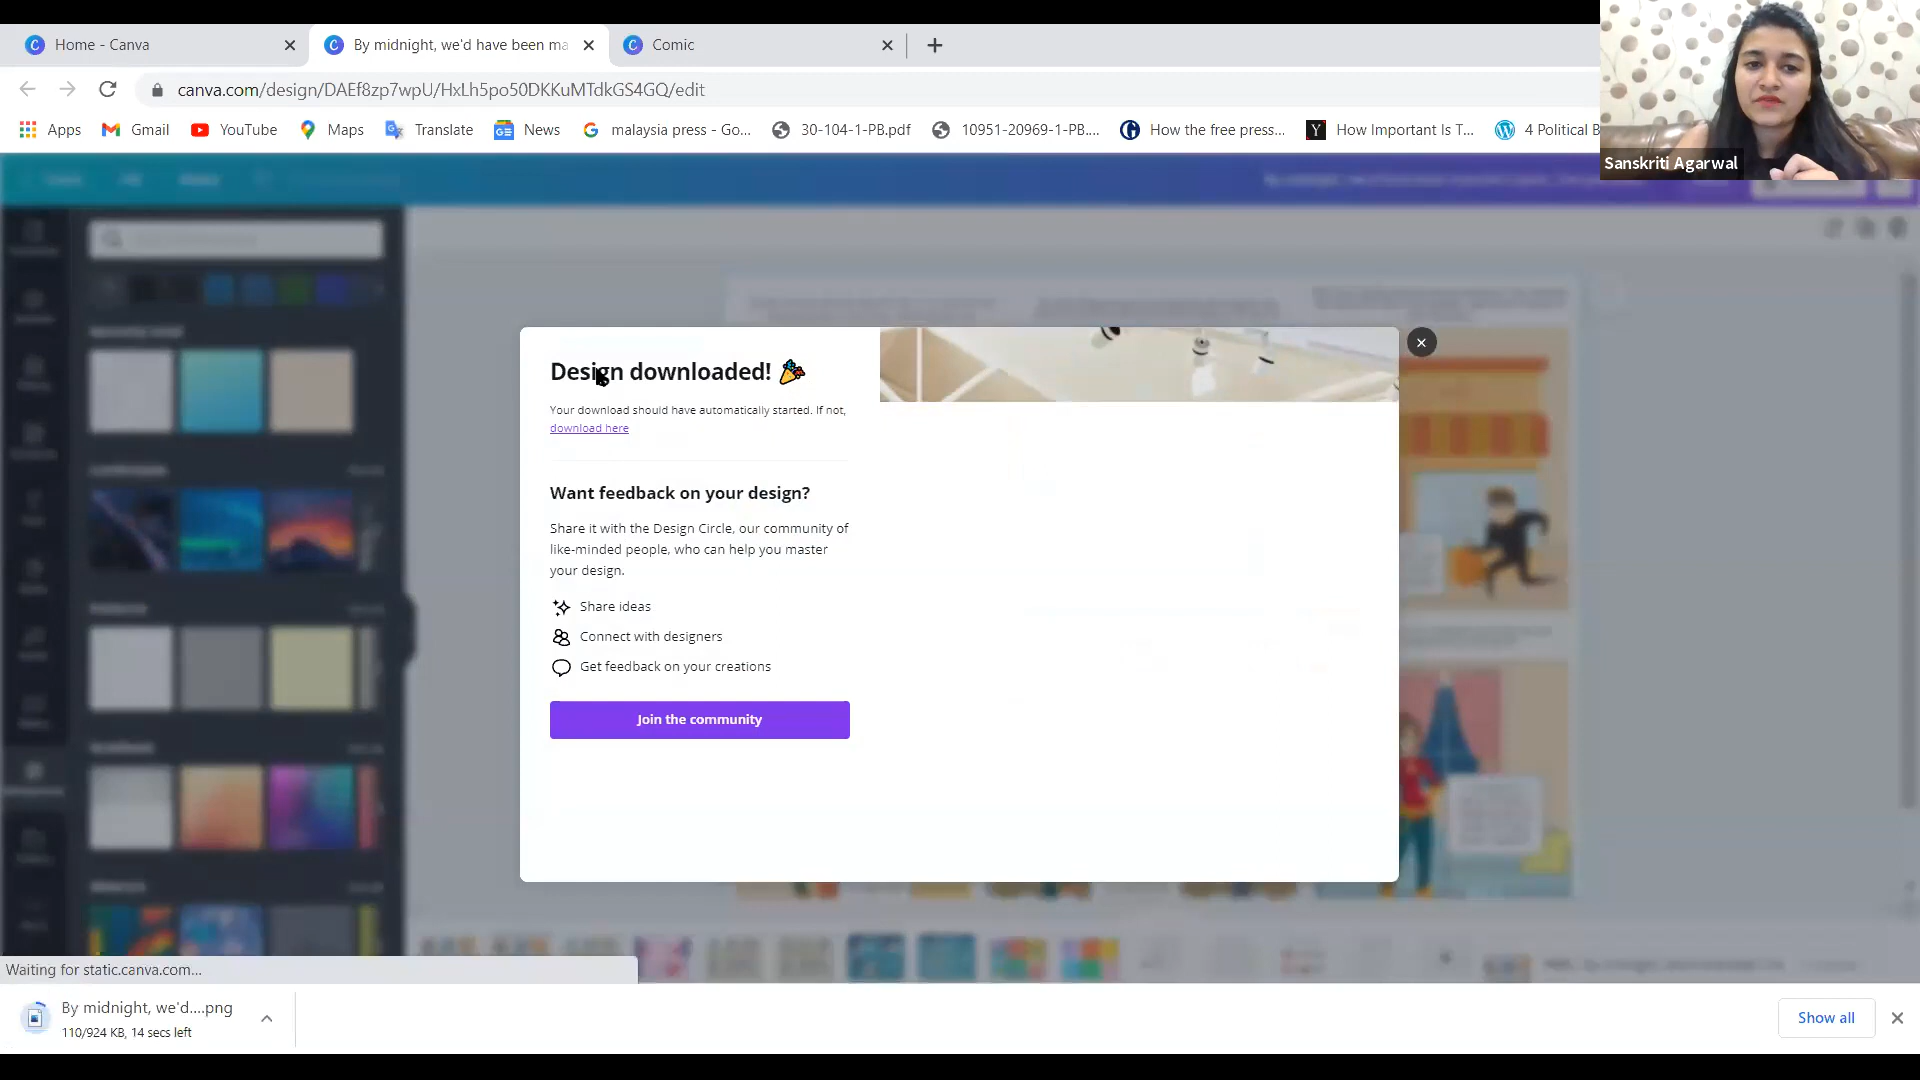 Home - Canva
By midnight, we'd have been ma
Comic
canva.com/design/DAEf8zp7wpU/HxLh5po50DKKuMTdkGS4GQ/edit
Apps
Gmail
YouTube
Maps
Translate
News
malaysia press - Go...
30-104-1-PB.pdf
10951-20969-1-PB....
How the free press...
How Important Is T...
4 Political B
Sanskriti Agarwal
Design downloaded!
Your download should have automatically started. If not,
download here
Want feedback on your design?
Share it with the Design Circle, our community of
like-minded people, who can help you master
your design.
Share ideas
Connect with designers
Get feedback on your creations
Join the community
Waiting for static.canva.com...
By midnight, we'd....png
110/924 KB, 14 secs left
Show all